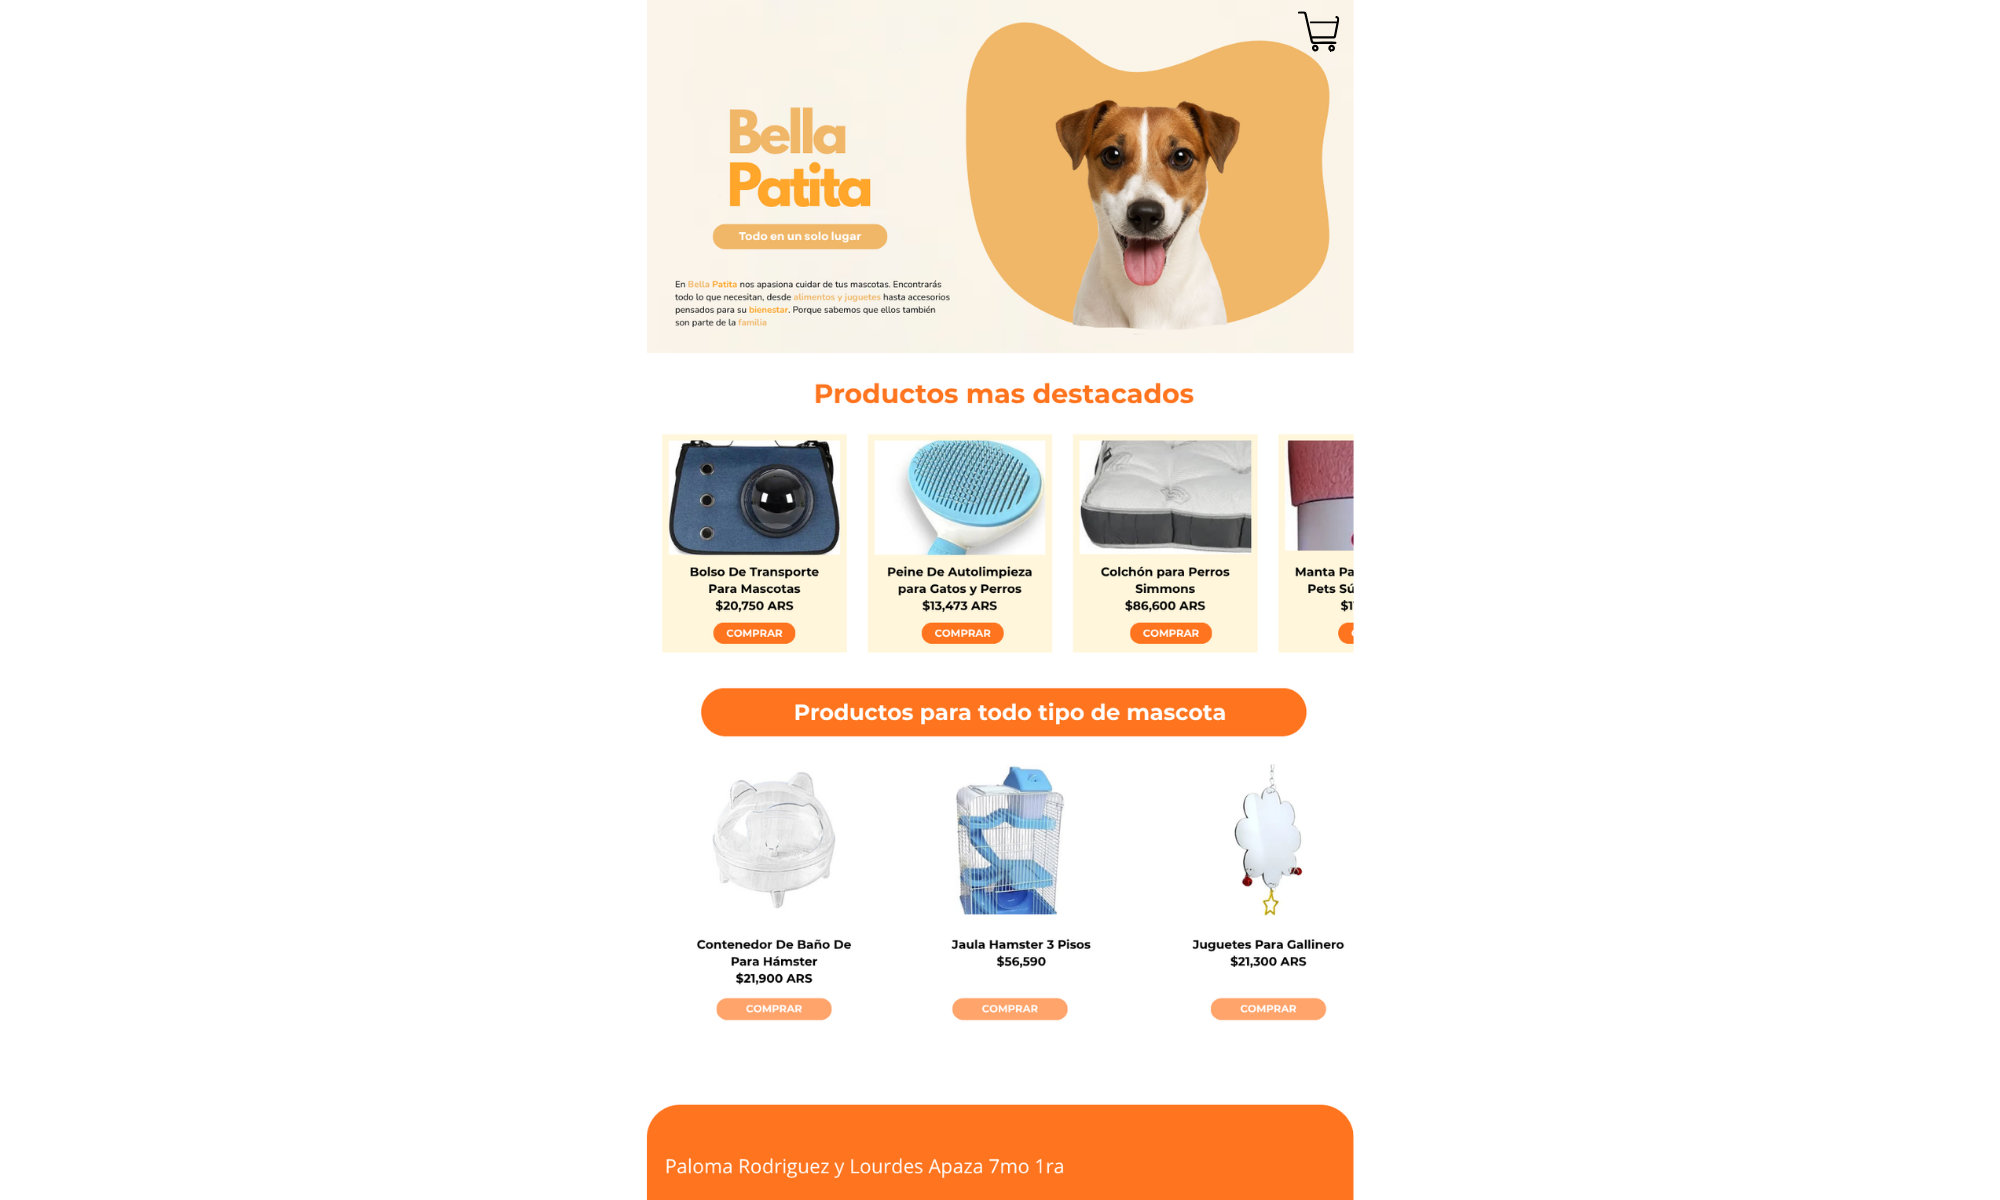 Bella
Patita
Todo en un solo lugar
En Bella Patita nos apasiona cuidar de tus mascotas. Encontrarás
todo lo que necesitan, desde alimentos y juguetes hasta accesorios
pensados para su bienestar. Porque sabemos que ellos también
son parte de la familia
Productos mas destacados
Bolso De Transporte
Para Mascotas
$20,750 ARS
COMPRAR
Peine De Autolimpieza
para Gatos y Perros
$13,473 ARS
COMPRAR
Colchón para Perros
Simmons
$86,600 ARS
COMPRAR
Manta Pa
Pets Sú
Productos para todo tipo de mascota
Contenedor De Baño De
Para Hámster
$21,900 ARS
COMPRAR
Jaula Hamster 3 Pisos
$56,590
COMPRAR
Juguetes Para Gallinero
$21,300 ARS
COMPRAR
Paloma Rodriguez y Lourdes Apaza 7mo 1ra